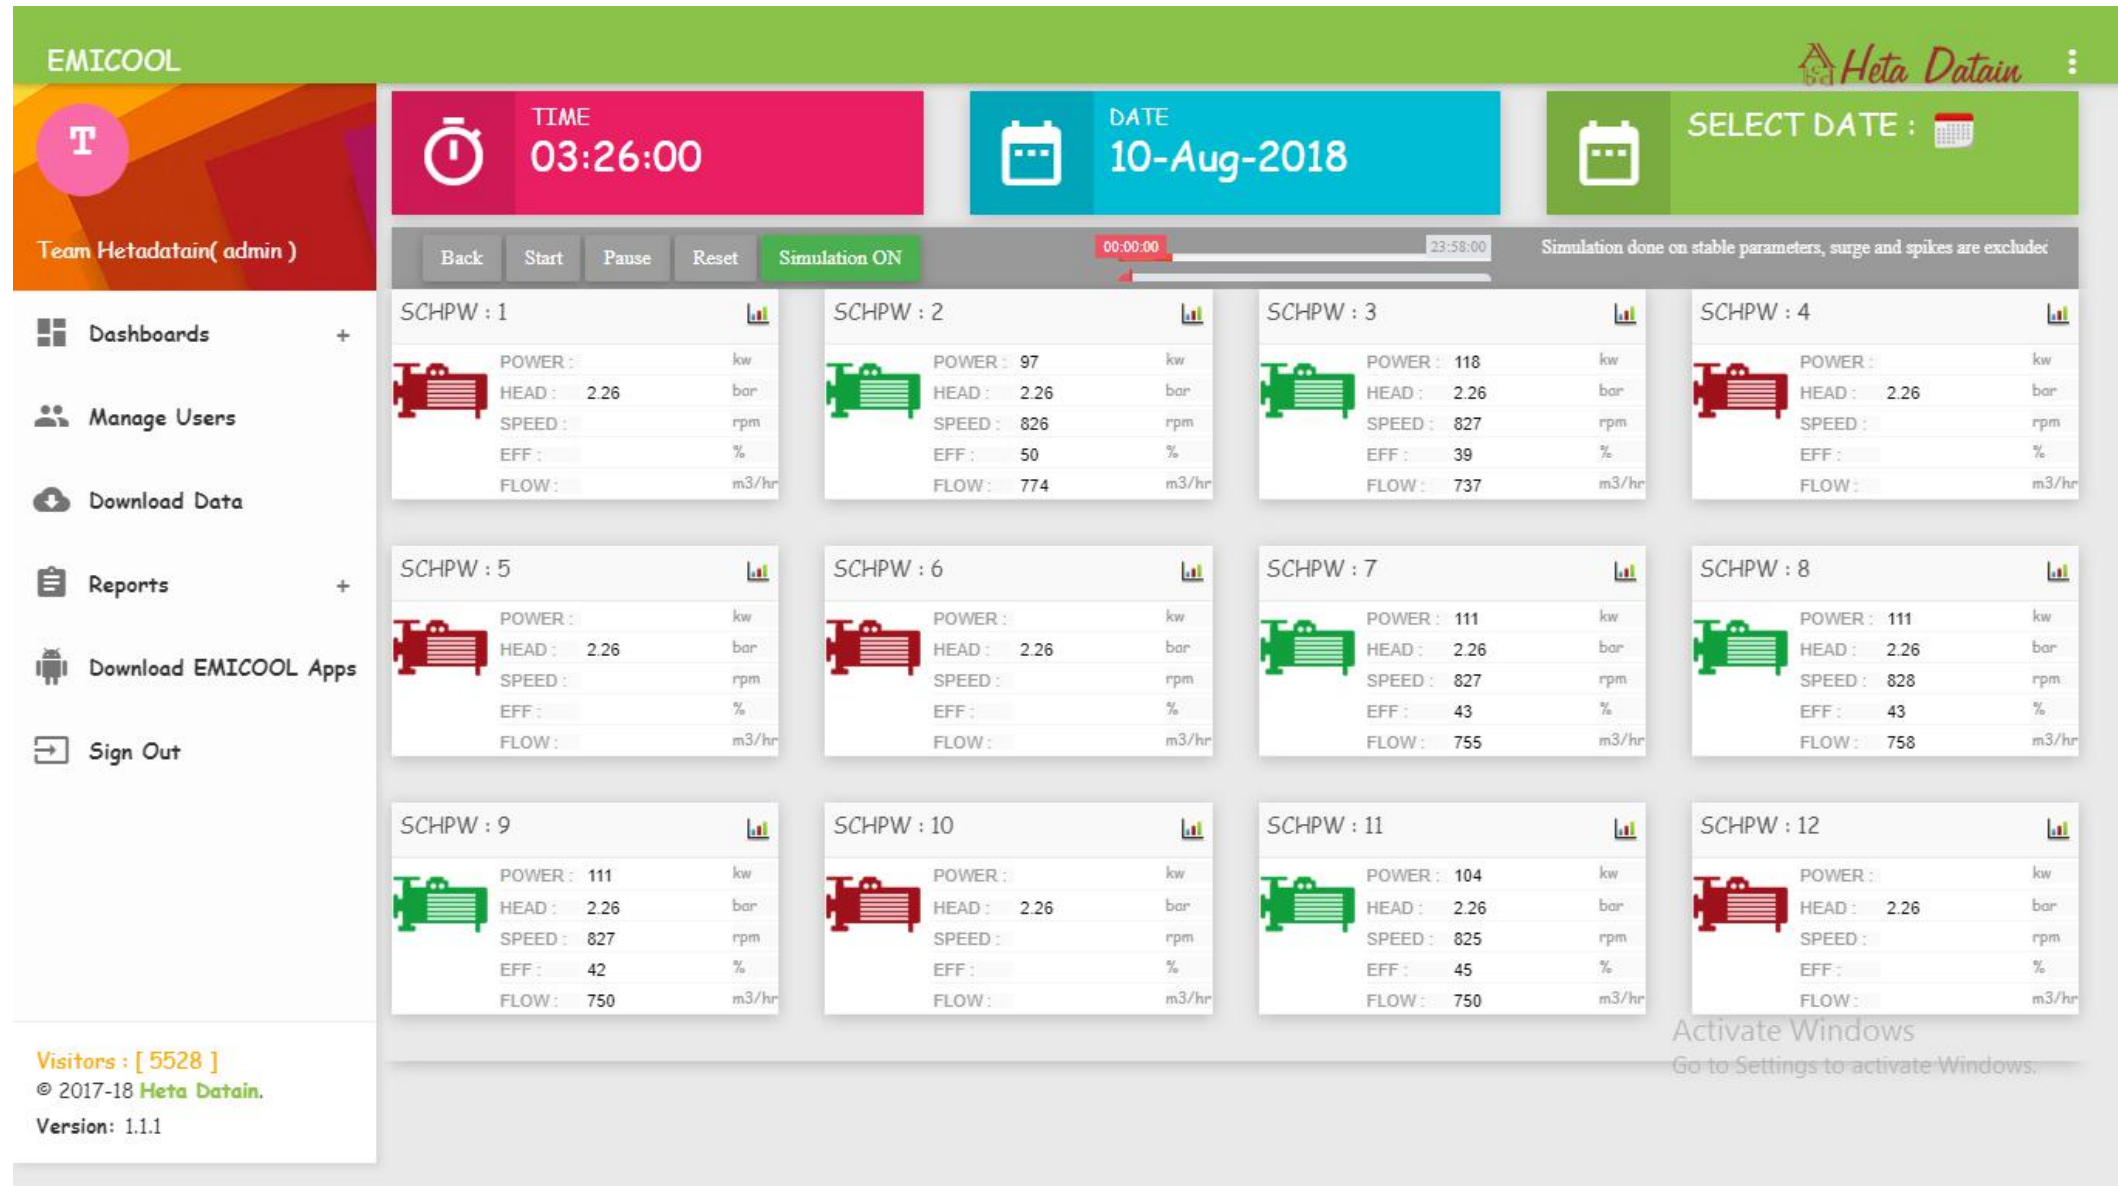 EMICOOL
Heta Datain
T
Team Hetadatain( admin )
Dashboards +
Manage Users
Download Data
Reports +
Download EMICOOL Apps
Sign Out
Visitors : [ 5528 ]
© 2017-18 Heta Datain.
Version: 1.1.1
TIME
03:26:00
DATE
10-Aug-2018
SELECT DATE :
Back Start Pause Reset Simulation ON
00:00:00 23:58:00
Simulation done on stable parameters, surge and spikes are excluded
SCHPW : 1
POWER : kw
HEAD : 2.26 bar
SPEED : rpm
EFF : %
FLOW : m3/hr
SCHPW : 2
POWER : 97 kw
HEAD : 2.26 bar
SPEED : 826 rpm
EFF : 50 %
FLOW : 774 m3/hr
SCHPW : 3
POWER : 118 kw
HEAD : 2.26 bar
SPEED : 827 rpm
EFF : 39 %
FLOW : 737 m3/hr
SCHPW : 4
POWER : kw
HEAD : 2.26 bar
SPEED : rpm
EFF : %
FLOW : m3/hr
SCHPW : 5
POWER : kw
HEAD : 2.26 bar
SPEED : rpm
EFF : %
FLOW : m3/hr
SCHPW : 6
POWER : kw
HEAD : 2.26 bar
SPEED : rpm
EFF : %
FLOW : m3/hr
SCHPW : 7
POWER : 111 kw
HEAD : 2.26 bar
SPEED : 827 rpm
EFF : 43 %
FLOW : 755 m3/hr
SCHPW : 8
POWER : 111 kw
HEAD : 2.26 bar
SPEED : 828 rpm
EFF : 43 %
FLOW : 758 m3/hr
SCHPW : 9
POWER : 111 kw
HEAD : 2.26 bar
SPEED : 827 rpm
EFF : 42 %
FLOW : 750 m3/hr
SCHPW : 10
POWER : kw
HEAD : 2.26 bar
SPEED : rpm
EFF : %
FLOW : m3/hr
SCHPW : 11
POWER : 104 kw
HEAD : 2.26 bar
SPEED : 825 rpm
EFF : 45 %
FLOW : 750 m3/hr
SCHPW : 12
POWER : kw
HEAD : 2.26 bar
SPEED : rpm
EFF : %
FLOW : m3/hr
Activate Windows
Go to Settings to activate Windows.